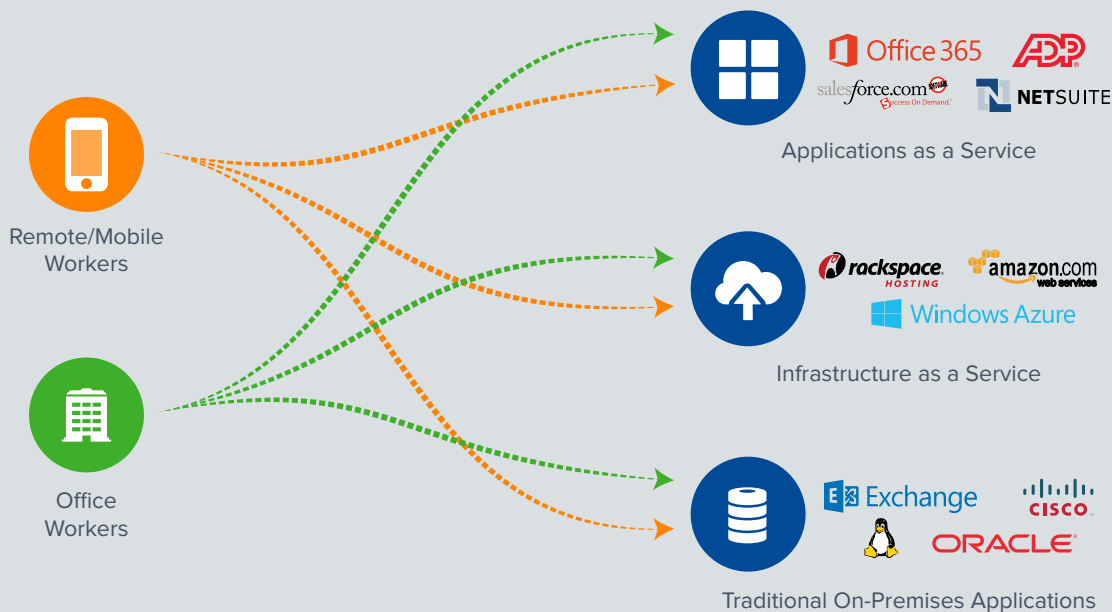 Office 365
ADP
salesforce.com
Success On Demand.
NETSUITE
Applications as a Service
Remote/Mobile
Workers
rackspace.
HOSTING
amazon.com
web services
Windows Azure
Infrastructure as a Service
Office
Workers
E Exchange
CISCO
ORACLE
Traditional On-Premises Applications